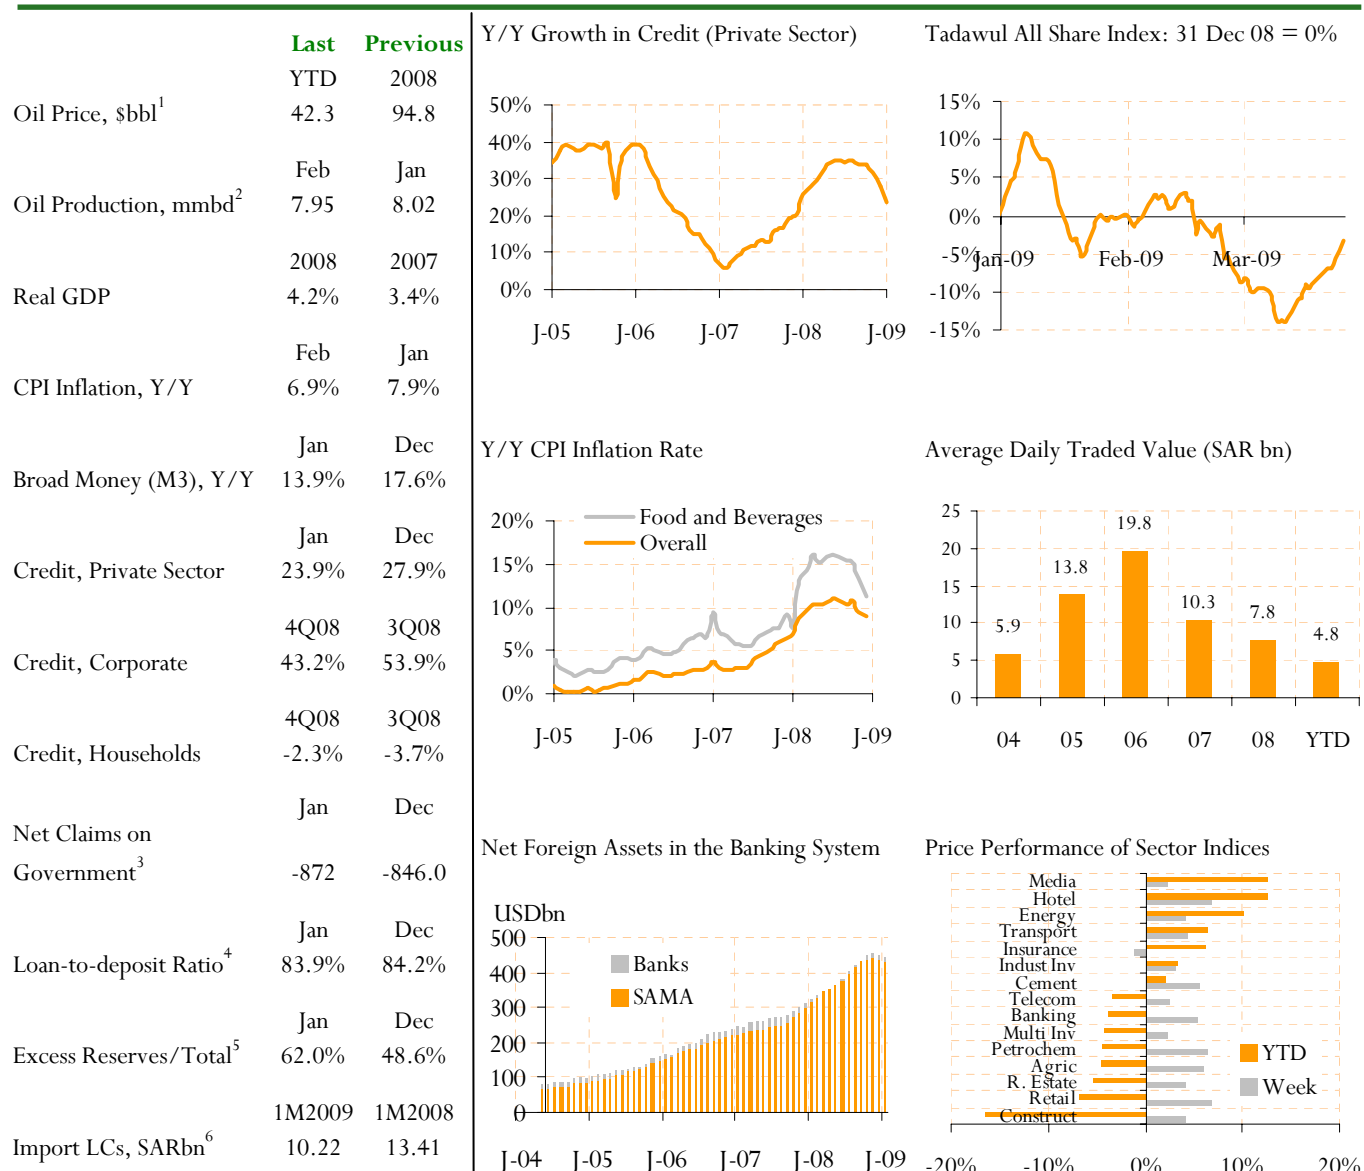 Last Previous
YTD 2008
Oil Price, $bbl1 42.3 94.8
Feb Jan
Oil Production, mmbd2 7.95 8.02
2008 2007
Real GDP 4.2% 3.4%
Feb Jan
CPI Inflation, Y/Y 6.9% 7.9%
Jan Dec
Broad Money (M3), Y/Y 13.9% 17.6%
Jan Dec
Credit, Private Sector 23.9% 27.9%
4Q08 3Q08
Credit, Corporate 43.2% 53.9%
4Q08 3Q08
Credit, Households -2.3% -3.7%
Jan Dec
Net Claims on
Government3 -872 -846.0
Jan Dec
Loan-to-deposit Ratio4 83.9% 84.2%
Jan Dec
Excess Reserves/Total5 62.0% 48.6%
1M2009 1M2008
Import LCs, SARbn6 10.22 13.41
Y/Y Growth in Credit (Private Sector)
50%
40%
30%
20%
10%
0%
J-05 J-06 J-07 J-08 J-09
Tadawul All Share Index: 31 Dec 08 = 0%
15%
10%
5%
0%
-5%
-10%
-15%
Jan-09 Feb-09 Mar-09
Y/Y CPI Inflation Rate
20%
15%
10%
5%
0%
Food and Beverages
Overall
J-05 J-06 J-07 J-08 J-09
Average Daily Traded Value (SAR bn)
25
20
15
10
5
0
5.9 13.8 19.8 10.3 7.8 4.8
04 05 06 07 08 YTD
Net Foreign Assets in the Banking System
USDbn
500
400
300
200
100
0
Banks
SAMA
J-04 J-05 J-06 J-07 J-08 J-09
Price Performance of Sector Indices
Media
Hotel
Energy
Transport
Insurance
Indust Inv
Cement
Telecom
Banking
Multi Inv
Petrochem
Agric
R. Estate
Retail
Construct
YTD
Week
-20% -10% 0% 10% 20%